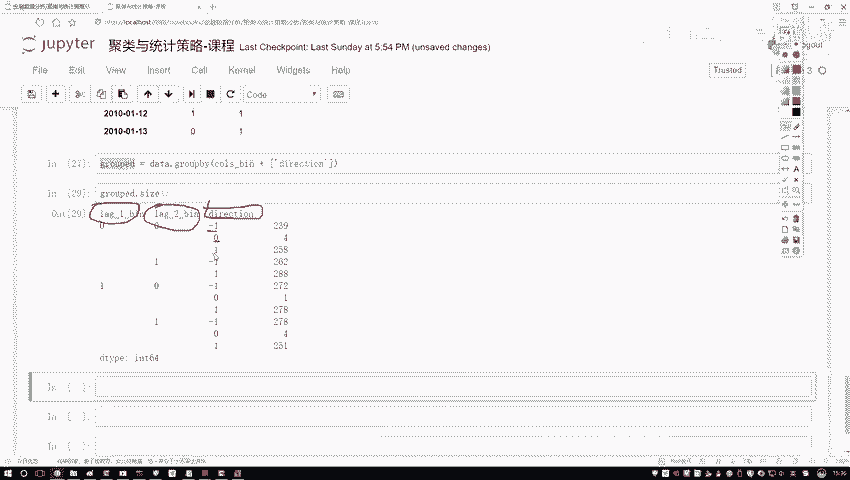 jupyter 聚类与统计策略-课程 Last Checkpoint: Last Sunday at 5:54 PM (unsaved changes)
File Edit View Insert Cell Kernel Widgets Help
Trusted
Code
2010-01-12 1 1
2010-01-13 0 1
In [27]: grouped = data.groupby(cols_bin + ['direction'])
In [29]: grouped.size
Out[29]: lag_1_bin lag_2_bin direction
0 0 -1 239
0 4
1 258
1 -1 262
1 288
1 0 -1 272
0 1
1 278
1 -1 278
0 4
1 251
dtype: int64
In [ ]:
In [ ]:
In [ ]: